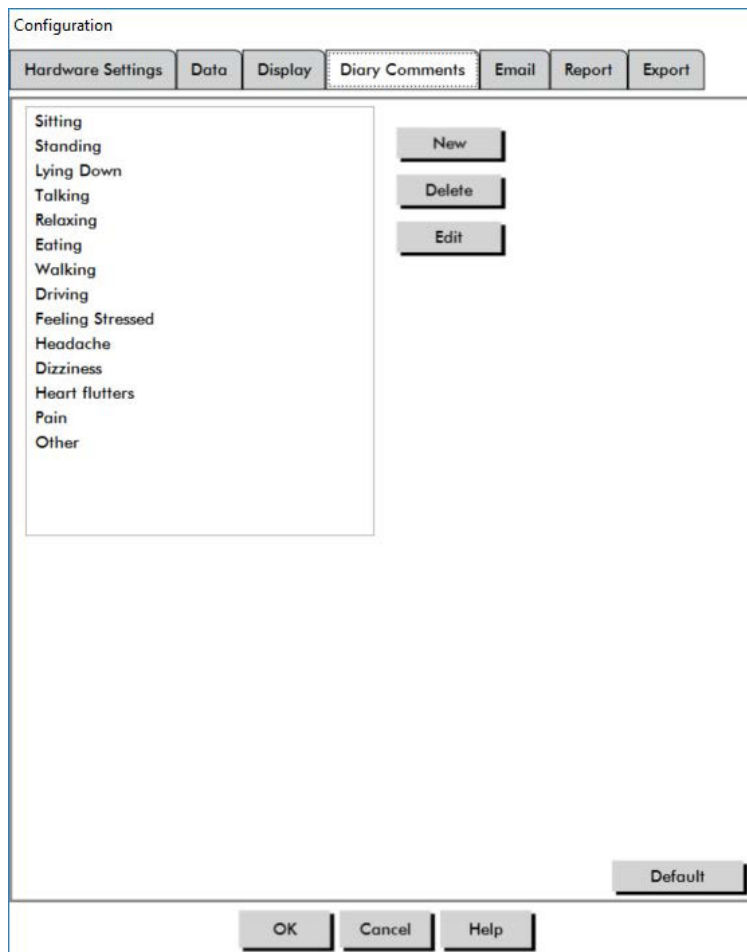 Configuration
Hardware Settings Data Display Diary Comments Email Report Export
Sitting
Standing
Lying Down
Talking
Relaxing
Eating
Walking
Driving
Feeling Stressed
Headache
Dizziness
Heart flutters
Pain
Other
New
Delete
Edit
Default
OK Cancel Help